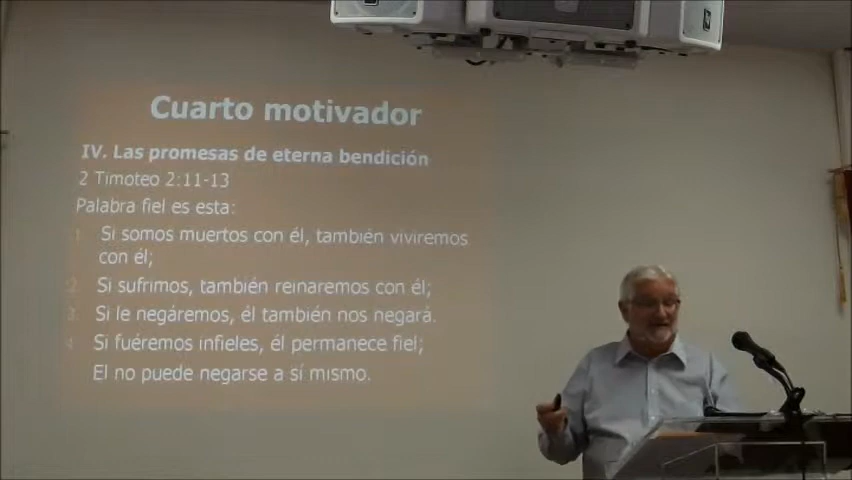 Cuarto motivador
IV. Las promesas de eterna bendición
2 Timoteo 2:11-13
Palabra fiel es esta:
1. Si somos muertos con él, también viviremos
con él;
2. Si sufrimos, también reinaremos con él;
3. Si le negáremos, él también nos negará.
4. Si fuéremos infieles, él permanece fiel;
El no puede negarse a sí mismo.